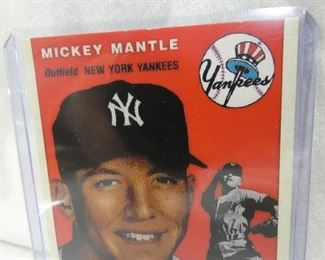 MICKEY MANTLE
Outfield NEW YORK YANKEES
Yankees
NY